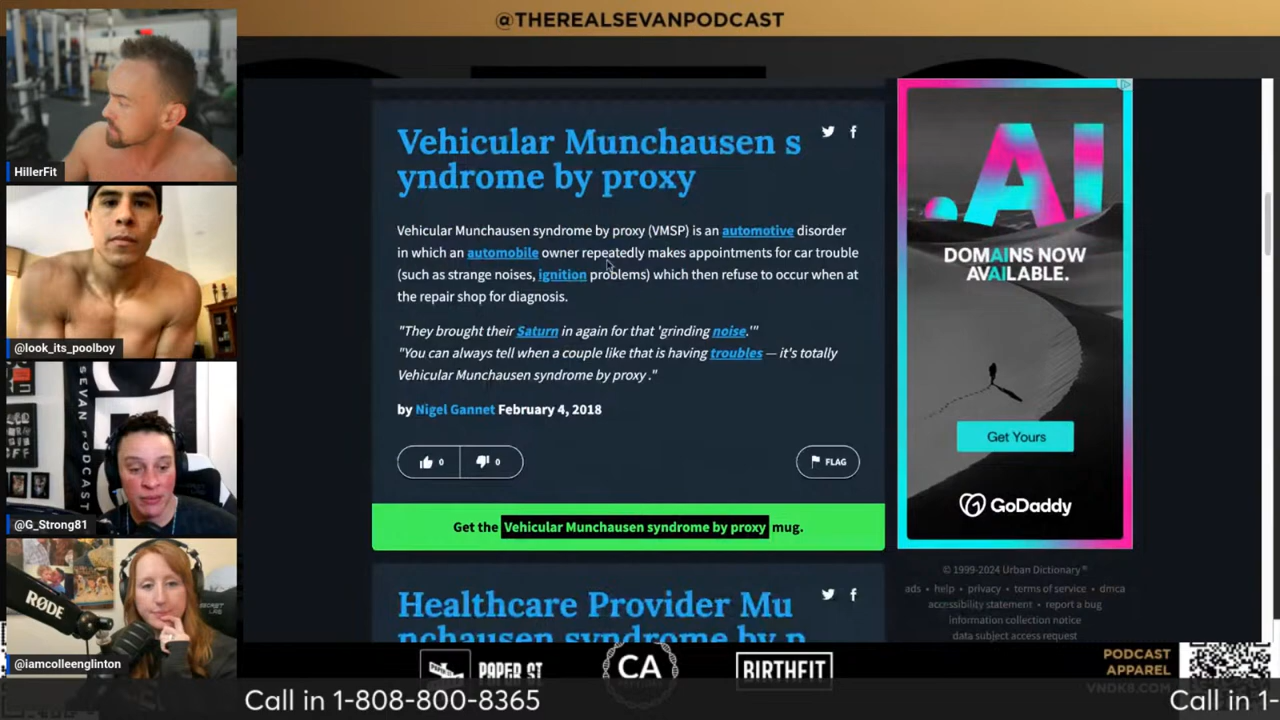 @THEREALSEVANPODCAST
HillerFit
@look_its_poolboy
SEVAN PODCAST
@G_Strong81
RØDE
SECRET LAB
@iamcolleenglinton
Vehicular Munchausen s
yndrome by proxy
Vehicular Munchausen syndrome by proxy (VMSP) is an automotive disorder
in which an automobile owner repeatedly makes appointments for car trouble
(such as strange noises, ignition problems) which then refuse to occur when at
the repair shop for diagnosis.
"They brought their Saturn in again for that 'grinding noise.'"
"You can always tell when a couple like that is having troubles — it's totally
Vehicular Munchausen syndrome by proxy ."
by Nigel Gannet February 4, 2018
0
0
FLAG
Get the Vehicular Munchausen syndrome by proxy mug.
Healthcare Provider Mu
nchausen syndrome by p
.AI
DOMAINS NOW
AVAILABLE.
Get Yours
GoDaddy
© 1999-2024 Urban Dictionary ®
ads • help • privacy • terms of service • dmca
accessibility statement • report a bug
information collection notice
data subject access request
PAPER ST
CA
BIRTHFIT
PODCAST
APPAREL
VNDK8.COM
Call in 1-808-800-8365
Call in 1-